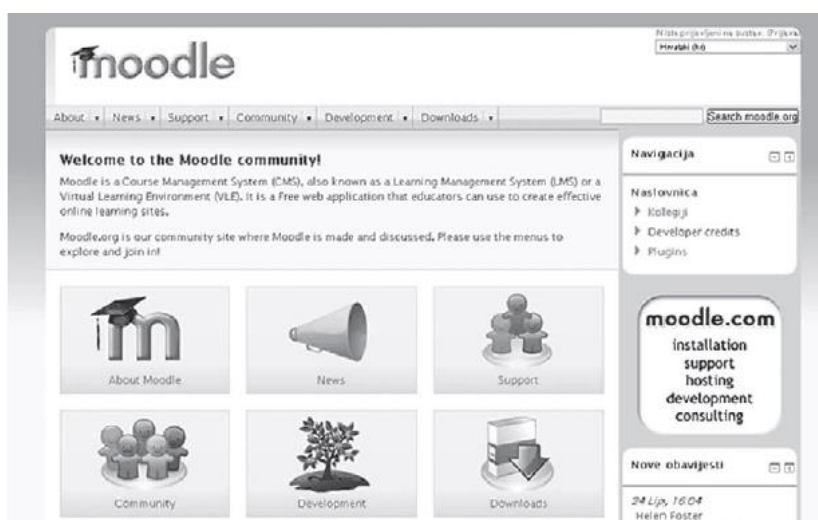 Niste prijavljeni na sustav. (Prijava)
Hrvatski (hr)
moodle
About News Support Community Development Downloads
Search moodle.org
Welcome to the Moodle community!
Moodle is a Course Management System (CMS), also known as a Learning Management System (LMS) or a
Virtual Learning Environment (VLE). It is a Free web application that educators can use to create effective
online learning sites.
Moodle.org is our community site where Moodle is made and discussed. Please use the menus to
explore and join in!
About Moodle
News
Support
Community
Development
Downloads
Navigacija
Naslovnica
Kolegiji
Developer credits
Plugins
moodle.com
installation
support
hosting
development
consulting
Nove obavijesti
24 Lip, 16:04
Helen Foster